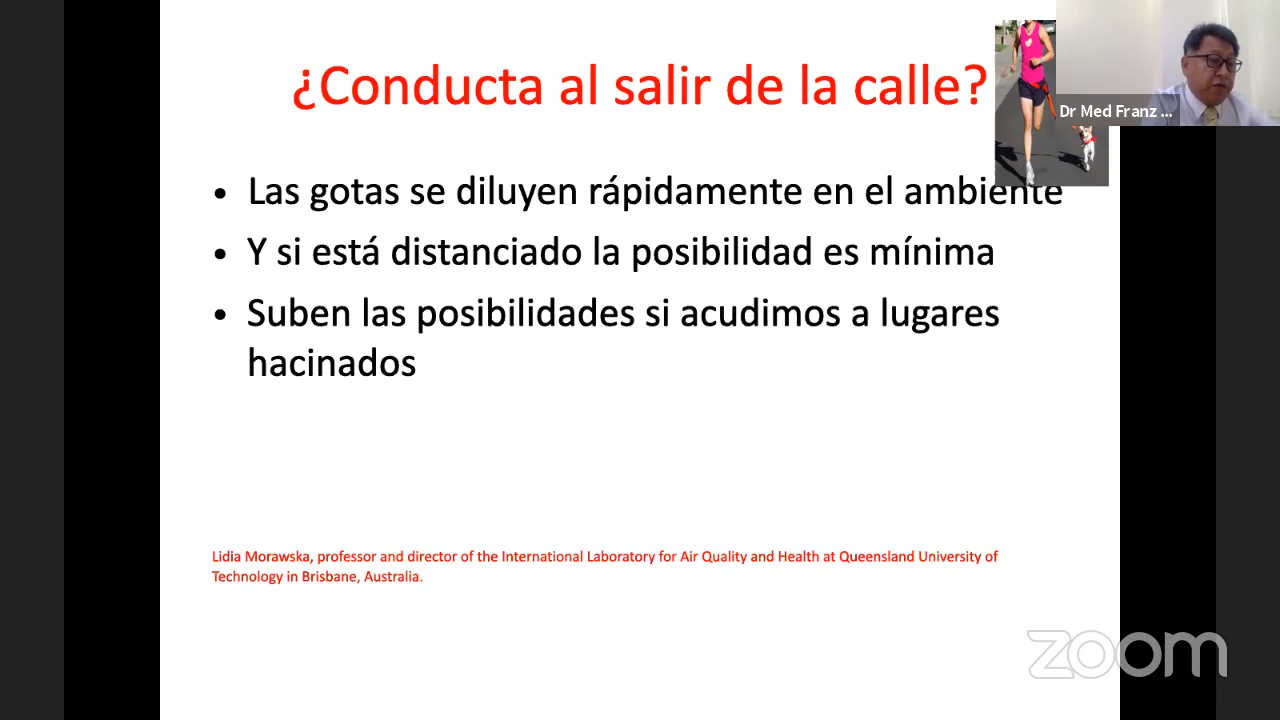 ¿Conducta al salir de la calle?
Dr Med Franz ...
• Las gotas se diluyen rápidamente en el ambiente
• Y si está distanciado la posibilidad es mínima
• Suben las posibilidades si acudimos a lugares
hacinados
Lidia Morawska, professor and director of the International Laboratory for Air Quality and Health at Queensland University of
Technology in Brisbane, Australia.
zoom